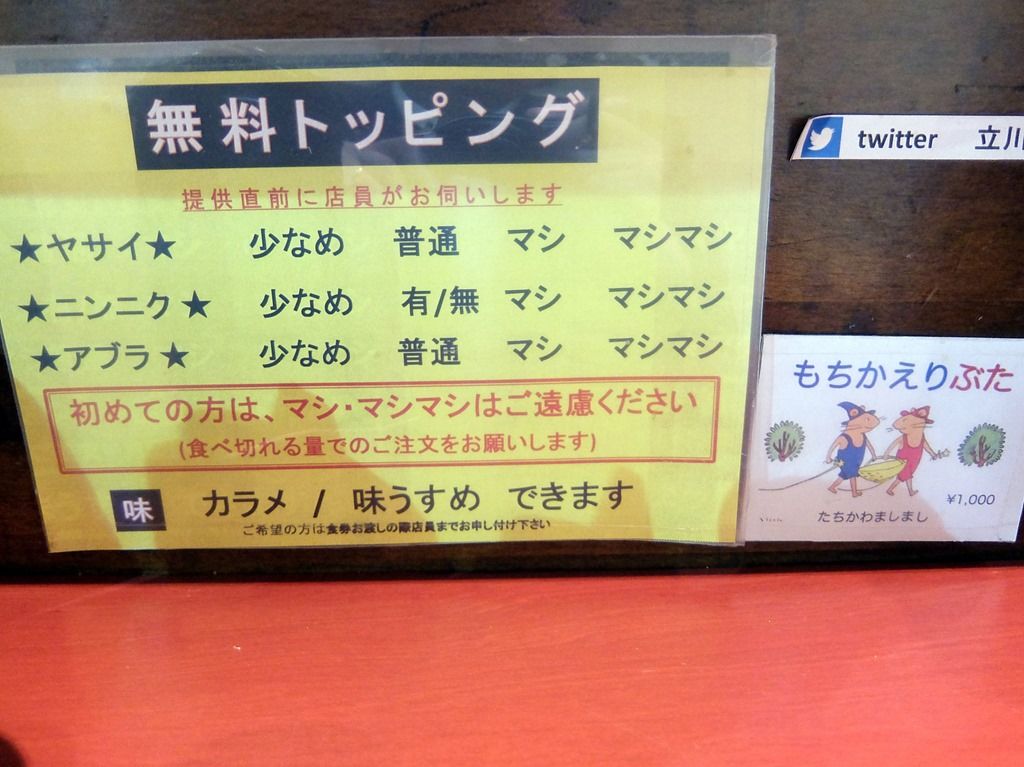 無料トッピング
提供直前に店員がお伺いします
★ヤサイ★ 少なめ 普通 マシ マシマシ
★ニンニク★ 少なめ 有/無 マシ マシマシ
★アブラ★ 少なめ 普通 マシ マシマシ
初めての方は、マシ・マシマシはご遠慮ください
(食べ切れる量でのご注文をお願いします)
味 カラメ / 味うすめ できます
ご希望の方は食券お渡しの際店員までお申し付け下さい
twitter 立川
もちかえりぶた
¥1,000
たちかわましまし